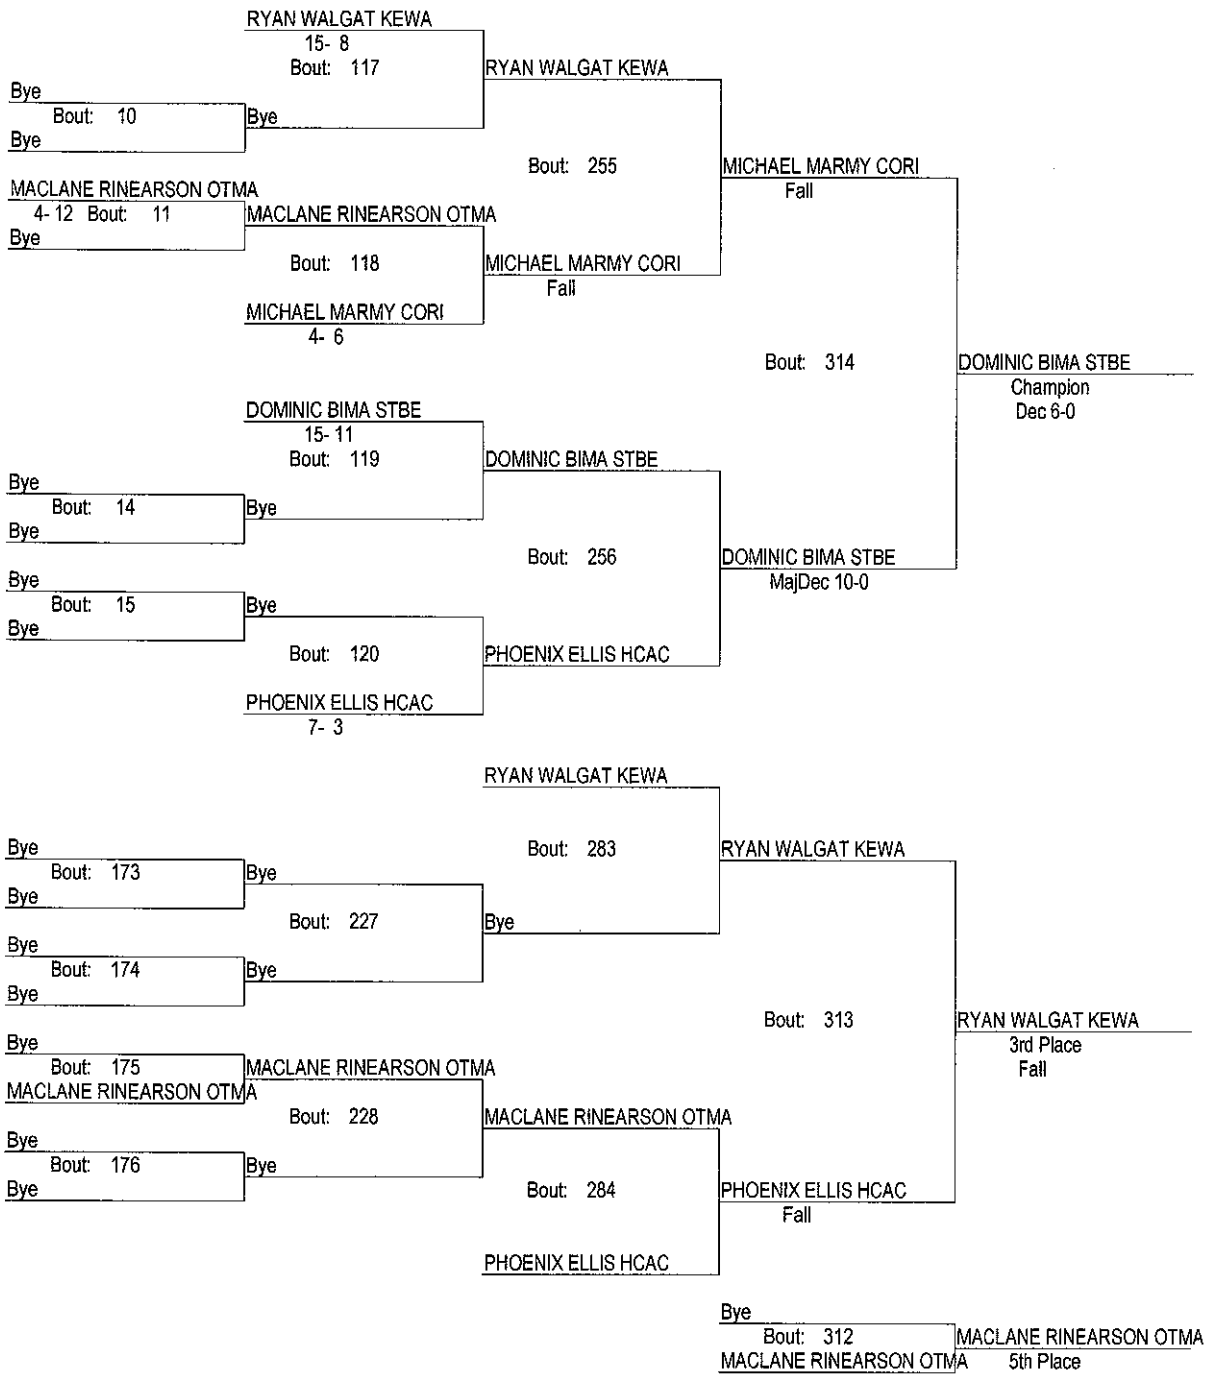 RYAN WALGAT KEWA
15- 8
Bout: 117
RYAN WALGAT KEWA
Bye
Bout: 10
Bye
Bye
Bout: 255
MICHAEL MARMY CORI
Fall
MACLANE RINEARSON OTMA
4- 12 Bout: 11
MACLANE RINEARSON OTMA
Bye
Bout: 118
MICHAEL MARMY CORI
Fall
MICHAEL MARMY CORI
4- 6
Bout: 314
DOMINIC BIMA STBE
Champion
Dec 6-0
DOMINIC BIMA STBE
15- 11
Bout: 119
DOMINIC BIMA STBE
Bye
Bout: 14
Bye
Bye
Bout: 256
DOMINIC BIMA STBE
MajDec 10-0
Bye
Bout: 15
Bye
Bye
Bout: 120
PHOENIX ELLIS HCAC
PHOENIX ELLIS HCAC
7- 3
RYAN WALGAT KEWA
Bout: 283
RYAN WALGAT KEWA
Bye
Bout: 173
Bye
Bye
Bout: 227
Bye
Bye
Bout: 174
Bye
Bye
Bout: 313
RYAN WALGAT KEWA
3rd Place
Fall
Bye
Bout: 175
MACLANE RINEARSON OTMA
MACLANE RINEARSON OTMA
Bout: 228
MACLANE RINEARSON OTMA
Bye
Bout: 176
Bye
Bye
Bout: 284
PHOENIX ELLIS HCAC
Fall
PHOENIX ELLIS HCAC
Bye
Bout: 312
MACLANE RINEARSON OTMA
MACLANE RINEARSON OTMA
5th Place